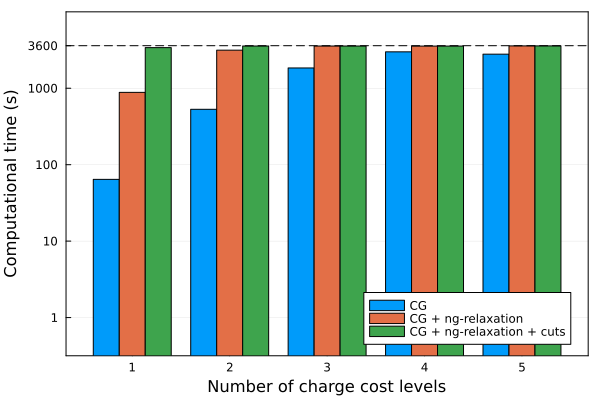 3600
1000
100
10
1
Computational time (s)
CG
CG + ng-relaxation
CG + ng-relaxation + cuts
1 2 3 4 5
Number of charge cost levels